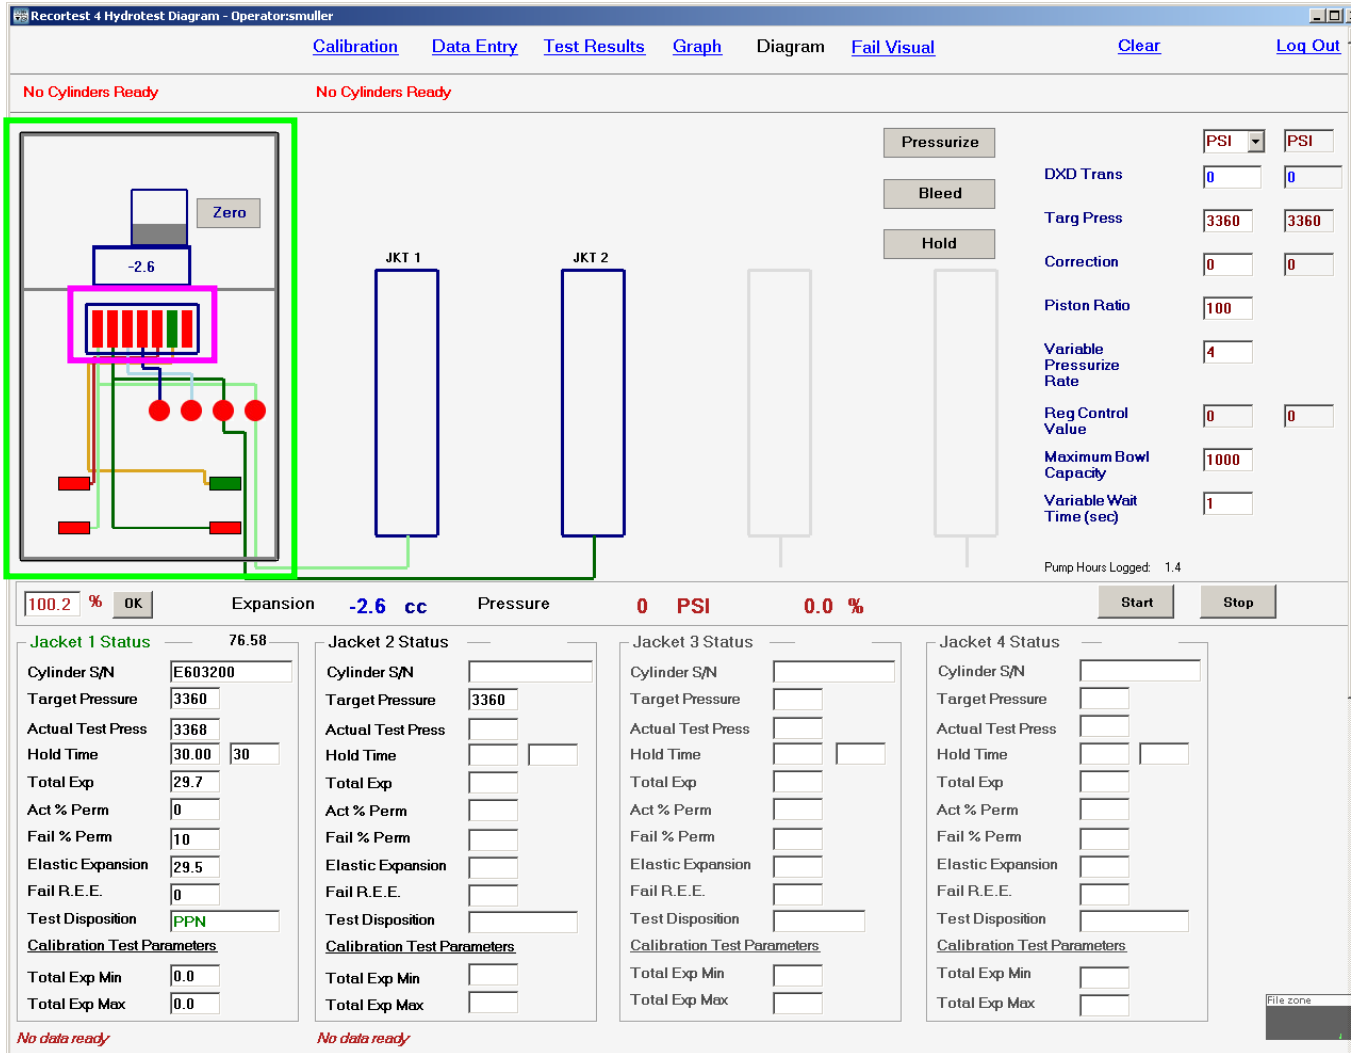 Recortest 4 Hydrotest Diagram - Operator:smuller
Calibration Data Entry Test Results Graph Diagram Fail Visual Clear Log Out
No Cylinders Ready No Cylinders Ready
Pressurize PSI PSI
DXD Trans 0 0
Bleed
Zero
Targ Press 3360 3360
Hold
JKT 1 JKT 2
-2.6
Correction 0 0
Piston Ratio 100
Variable Pressurize Rate 4
Reg Control Value 0 0
Maximum Bowl Capacity 1000
Variable Wait Time (sec) 1
Pump Hours Logged: 1.4
100.2 % OK Expansion -2.6 cc Pressure 0 PSI 0.0 % Start Stop
Jacket 1 Status 76.58
Cylinder S/N E603200
Target Pressure 3360
Actual Test Press 3368
Hold Time 30.00 30
Total Exp 29.7
Act % Perm 0
Fail % Perm 10
Elastic Expansion 29.5
Fail R.E.E. 0
Test Disposition PPN
Calibration Test Parameters
Total Exp Min 0.0
Total Exp Max 0.0
No data ready
Jacket 2 Status
Cylinder S/N
Target Pressure 3360
Actual Test Press
Hold Time
Total Exp
Act % Perm
Fail % Perm
Elastic Expansion
Fail R.E.E.
Test Disposition
Calibration Test Parameters
Total Exp Min
Total Exp Max
No data ready
Jacket 3 Status
Cylinder S/N
Target Pressure
Actual Test Press
Hold Time
Total Exp
Act % Perm
Fail % Perm
Elastic Expansion
Fail R.E.E.
Test Disposition
Calibration Test Parameters
Total Exp Min
Total Exp Max
Jacket 4 Status
Cylinder S/N
Target Pressure
Actual Test Press
Hold Time
Total Exp
Act % Perm
Fail % Perm
Elastic Expansion
Fail R.E.E.
Test Disposition
Calibration Test Parameters
Total Exp Min
Total Exp Max
File zone